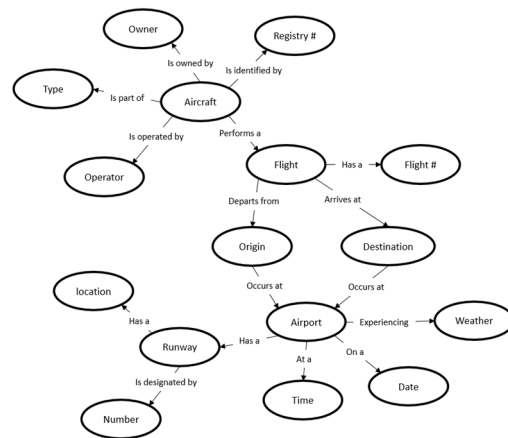 Owner
Registry #
Is owned by
Is identified by
Type
Is part of
Aircraft
Is operated by
Performs a
Operator
Flight
Has a
Flight #
Departs from
Arrives at
Origin
Destination
Occurs at
Occurs at
location
Has a
Airport
Experiencing
Weather
Runway
Has a
At a
On a
Is designated by
Number
Time
Date